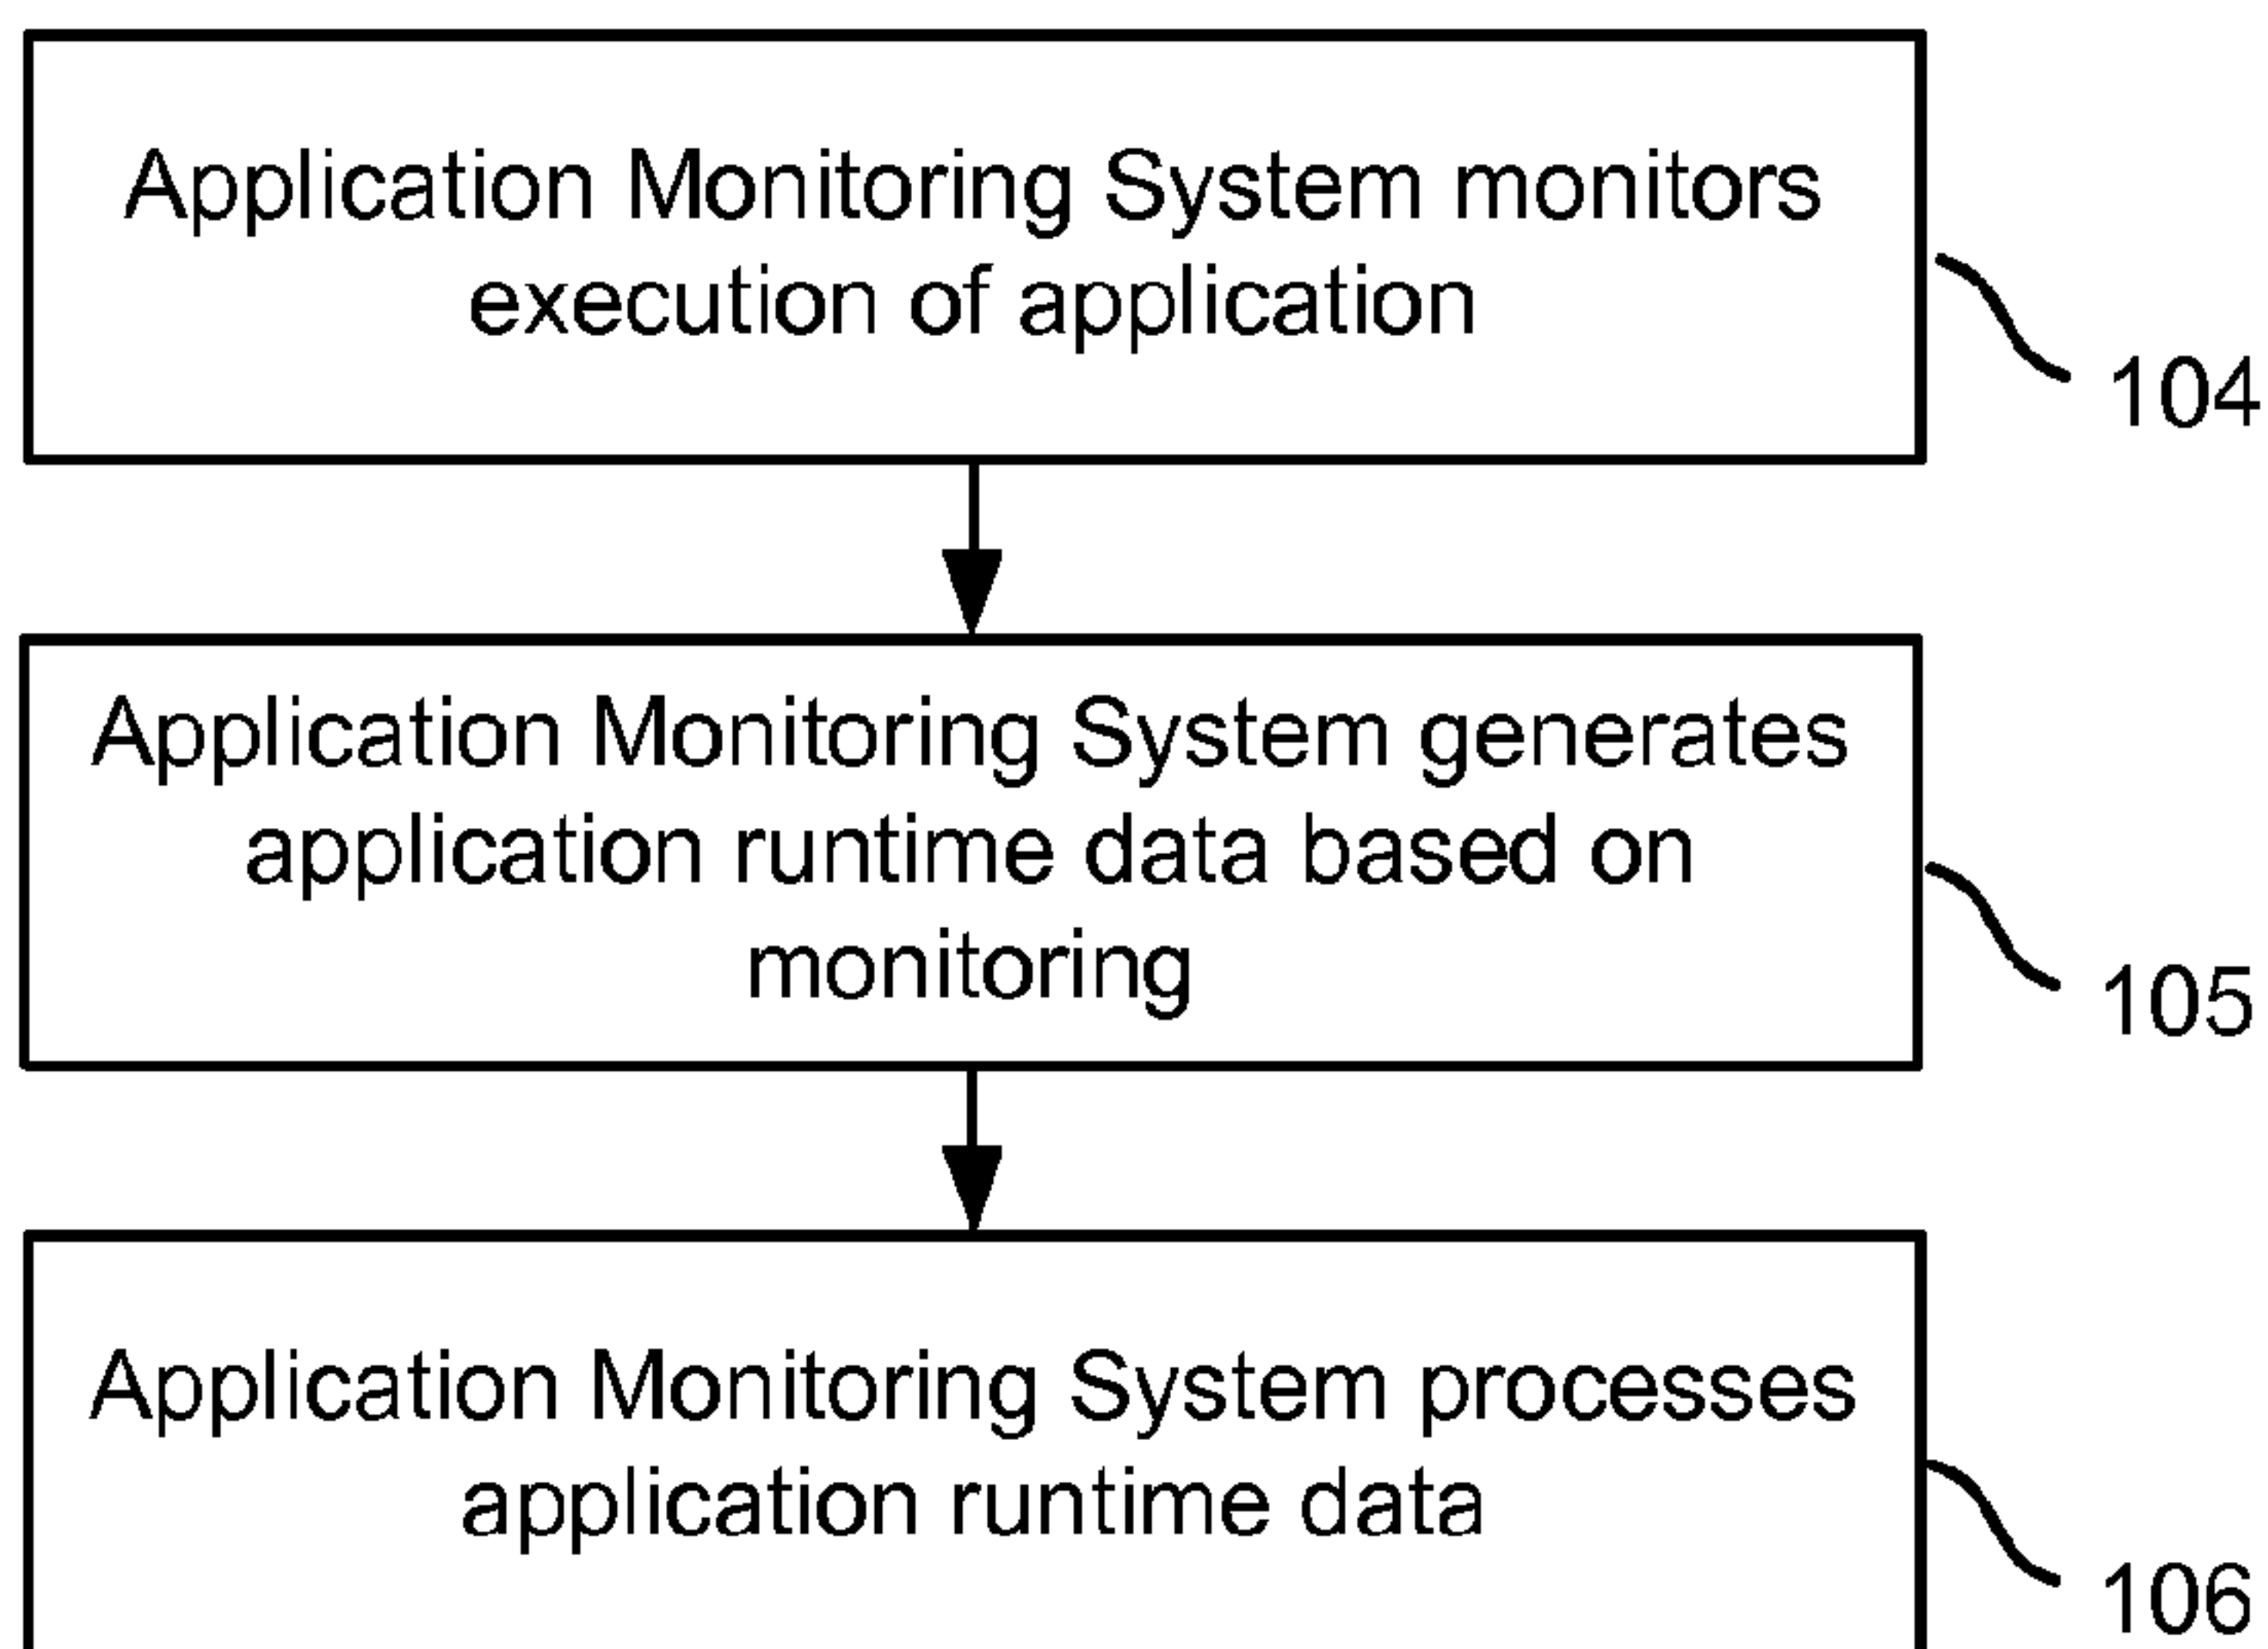 Application Monitoring System monitors
execution of application
104
Application Monitoring System generates
application runtime data based on
monitoring
105
Application Monitoring System processes
application runtime data
106